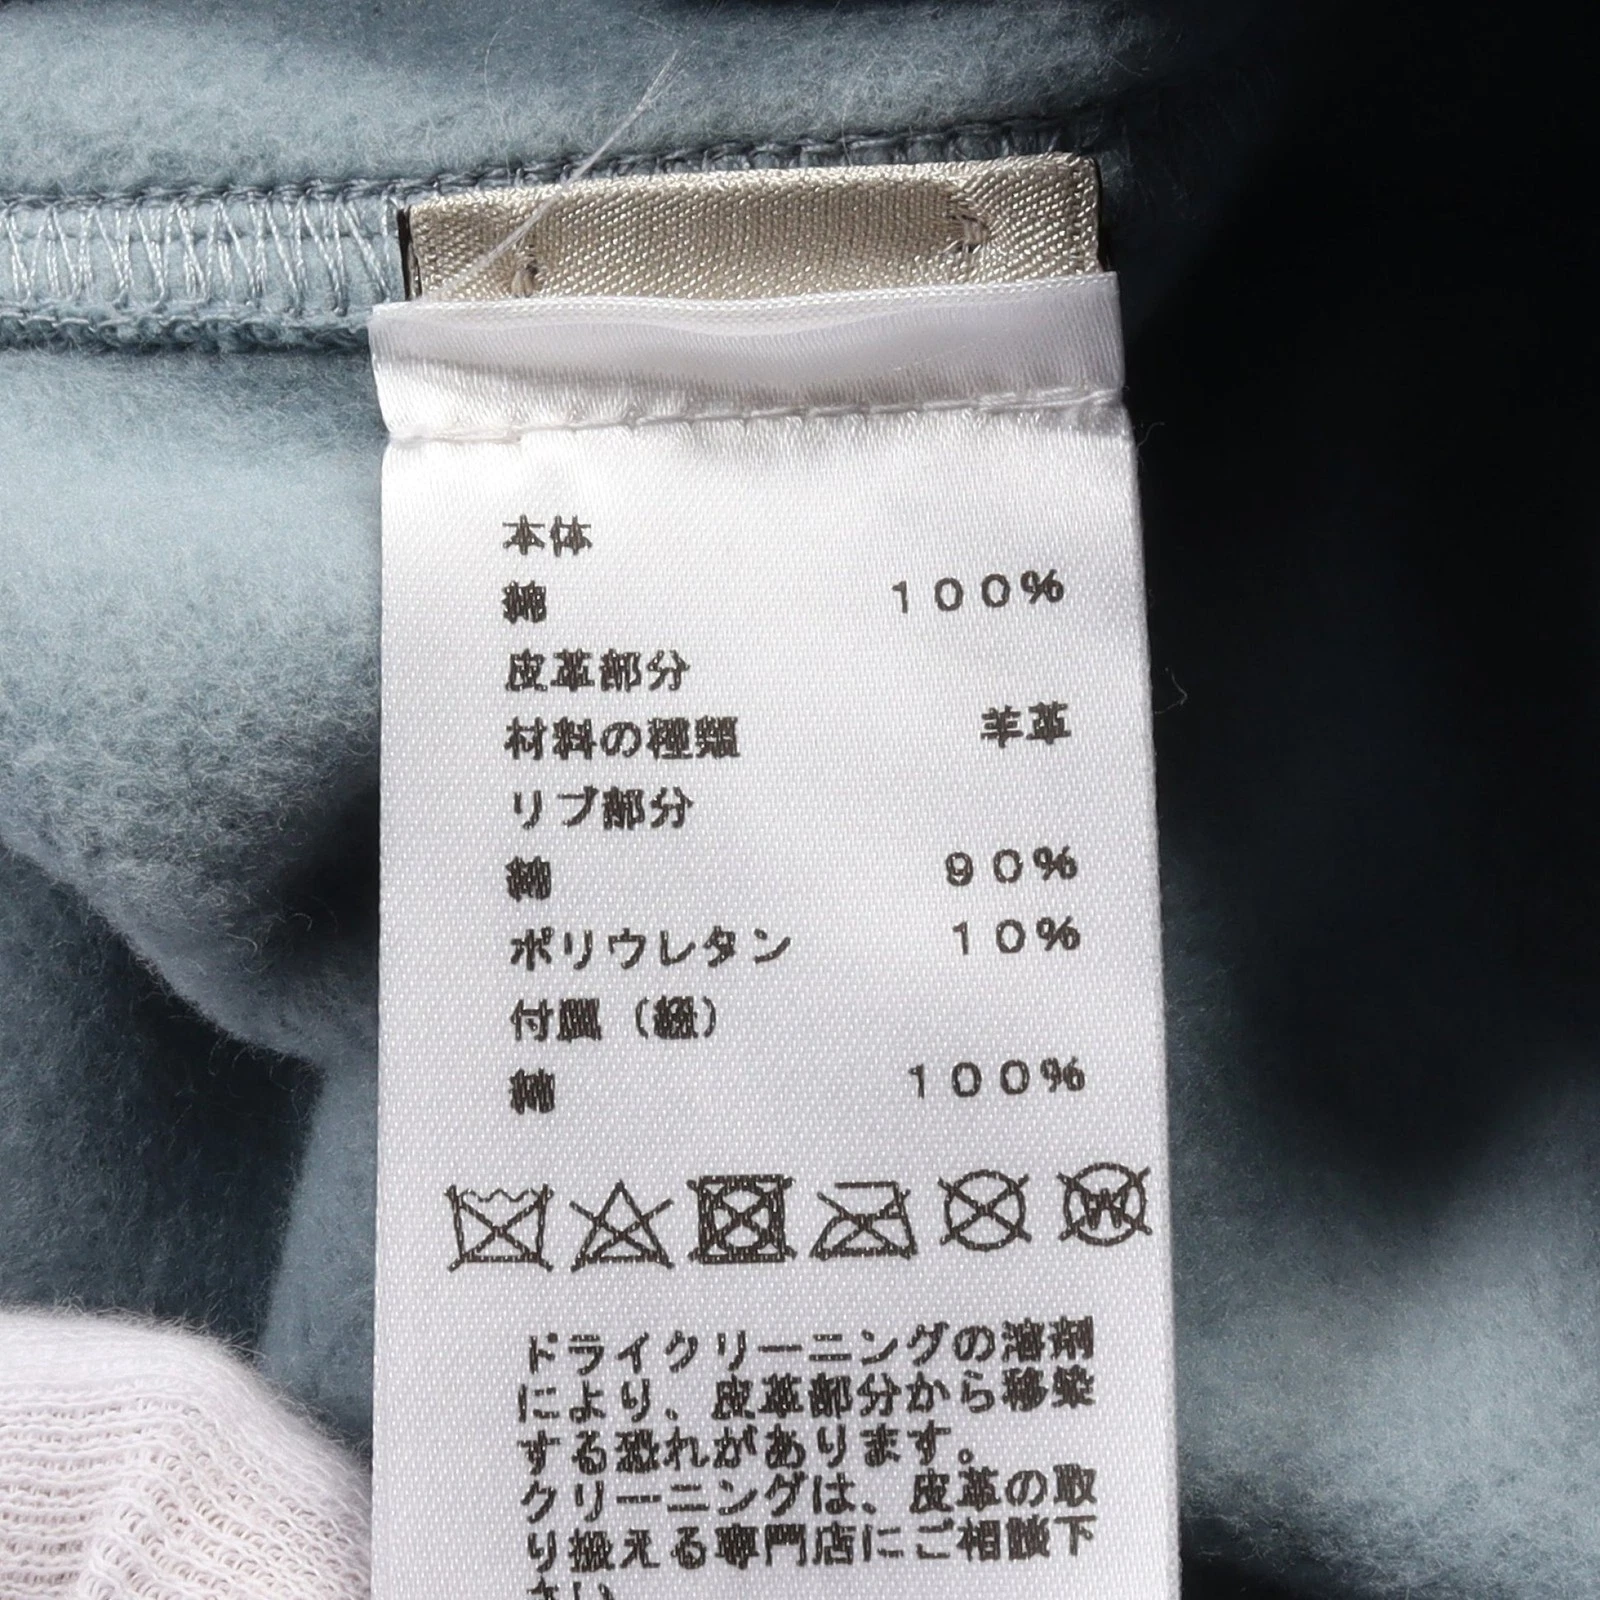 本体
綿 100%
皮革部分
材料の種類 羊革
リブ部分
綿 90%
ポリウレタン 10%
付属（紐）
綿 100%
W
ドライクリーニングの溶剤
により、皮革部分から移染
する恐れがあります。
クリーニングは、皮革の取
り扱える専門店にご相談下
さい